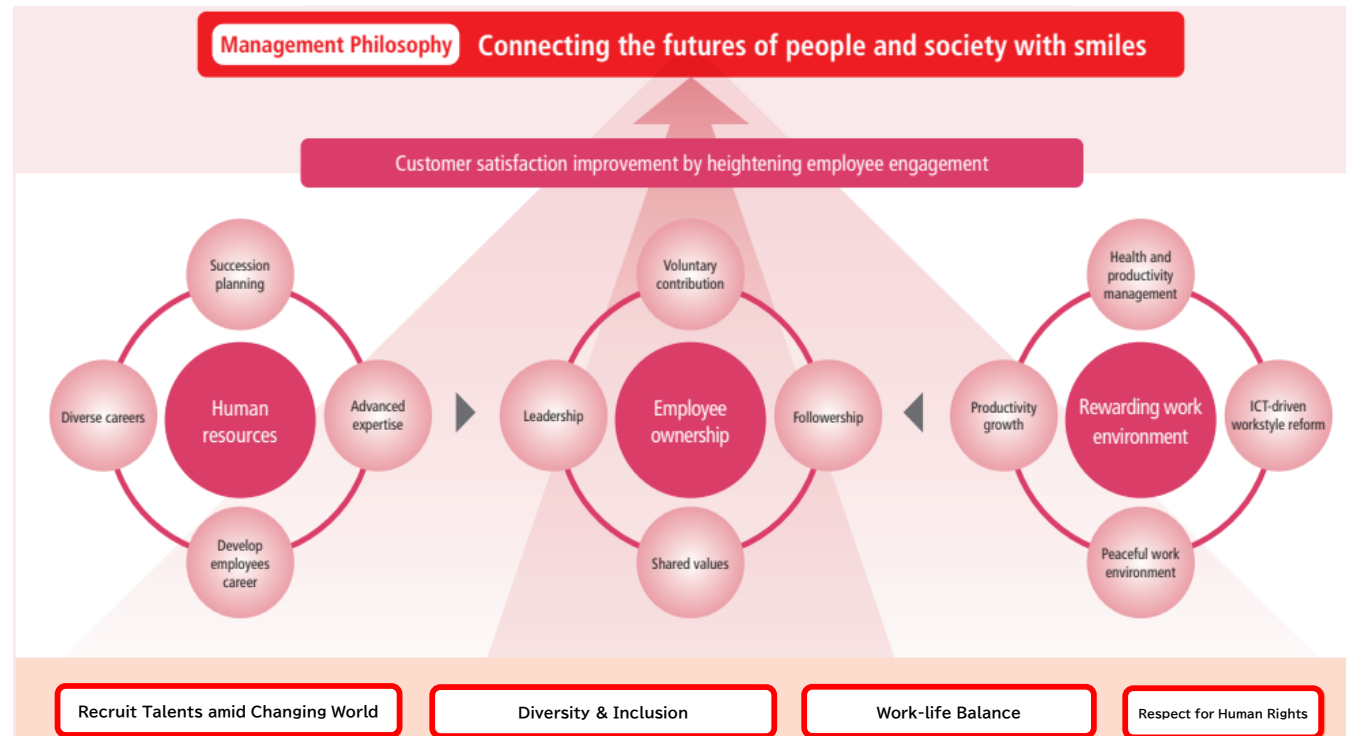 Management Philosophy Connecting the futures of people and society with smiles
Customer satisfaction improvement by heightening employee engagement
Succession
planning
Diverse careers
Human
resources
Advanced
expertise
Develop
employees
career
Voluntary
contribution
Leadership
Employee
ownership
Followership
Shared values
Health and
productivity
management
Productivity
growth
Rewarding work
environment
ICT-driven
workstyle reform
Peaceful work
environment
Recruit Talents amid Changing World
Diversity & Inclusion
Work-life Balance
Respect for Human Rights